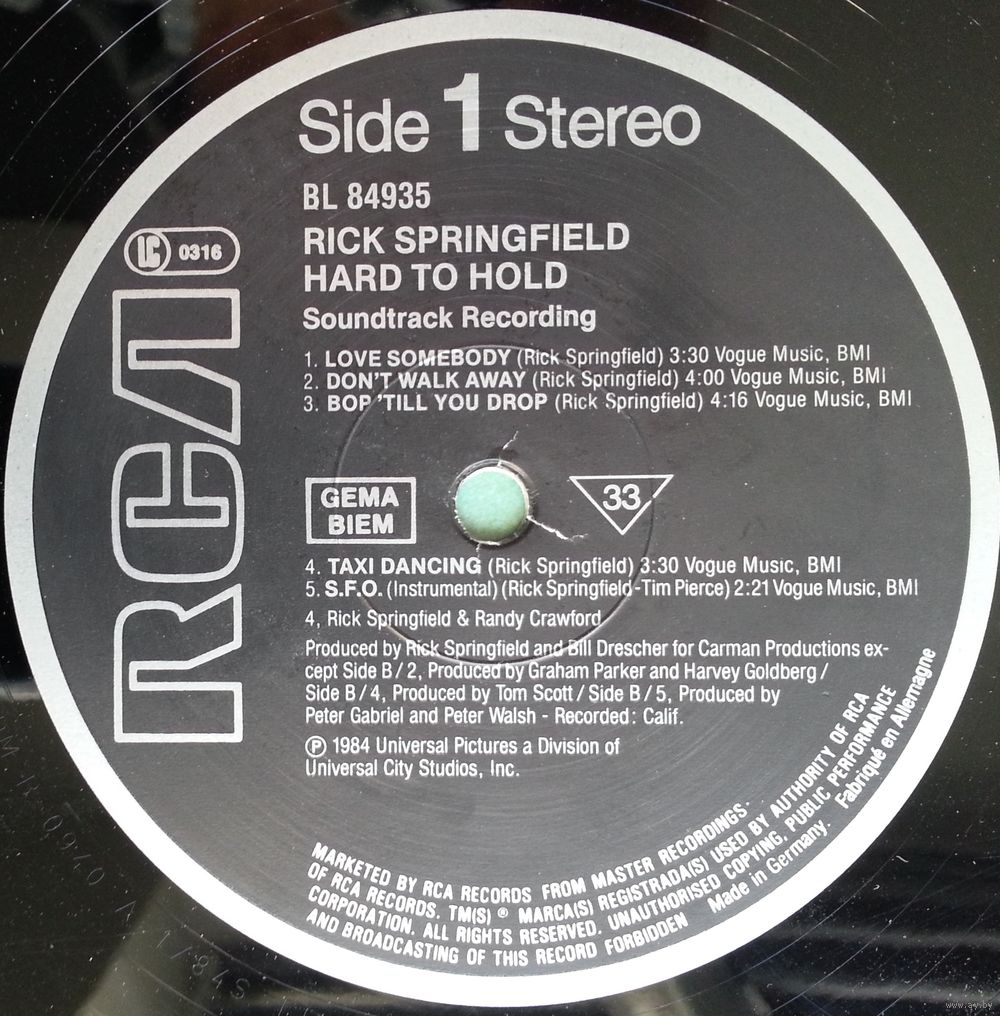 Side 1 Stereo
BL 84935
RICK SPRINGFIELD
HARD TO HOLD
Soundtrack Recording
LC 0316
RCA
1. LOVE SOMEBODY (Rick Springfield) 3:30 Vogue Music, BMI
2. DON'T WALK AWAY (Rick Springfield) 4:00 Vogue Music, BMI
3. BOP 'TILL YOU DROP (Rick Springfield) 4:16 Vogue Music, BMI
GEMA
BIEM
33
4. TAXI DANCING (Rick Springfield) 3:30 Vogue Music, BMI
5. S.F.O. (Instrumental) (Rick Springfield-Tim Pierce) 2:21 Vogue Music, BMI
4, Rick Springfield & Randy Crawford
Produced by Rick Springfield and Bill Drescher for Carman Productions ex-
cept Side B/2, Produced by Graham Parker and Harvey Goldberg /
Side B/4, Produced by Tom Scott / Side B/5, Produced by
Peter Gabriel and Peter Walsh - Recorded: Calif.
℗ 1984 Universal Pictures a Division of
Universal City Studios, Inc.
MARKETED BY RCA RECORDS FROM MASTER RECORDINGS
OF RCA RECORDS. TM(S) ® MARCA(S) REGISTRADA(S) USED BY AUTHORITY OF RCA
CORPORATION. ALL RIGHTS RESERVED. UNAUTHORISED COPYING, PUBLIC PERFORMANCE
AND BROADCASTING OF THIS RECORD FORBIDDEN Made in Germany. Fabriqué en Allemagne
www.ay.by